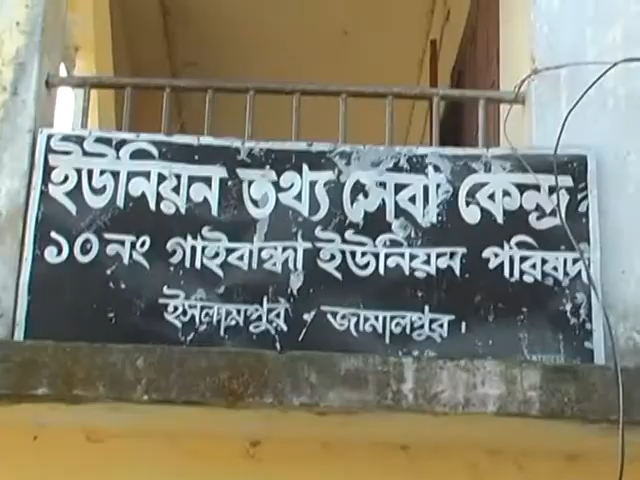 ইউনিয়ন তথ্য সেবা কেন্দ্র
১০ নং গাইবান্ধা ইউনিয়ন পরিষদ
ইসলামপুর , জামালপুর।